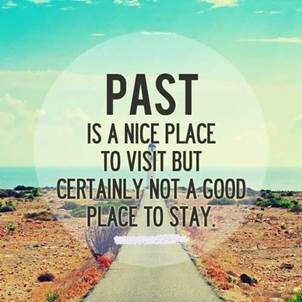 PAST
IS A NICE PLACE
TO VISIT BUT
CERTAINLY NOT A GOOD
PLACE TO STAY.